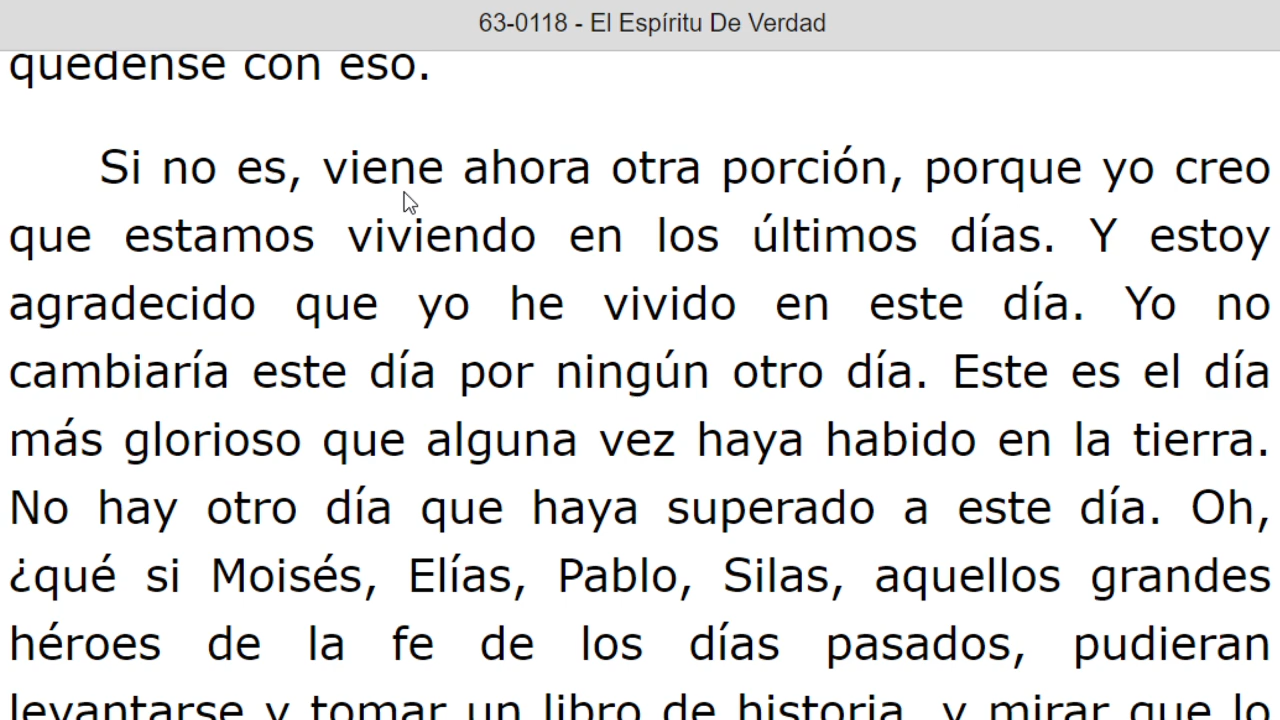 63-0118 - El Espíritu De Verdad
quédense con eso.
Si no es, viene ahora otra porción, porque yo creo
que estamos viviendo en los últimos días. Y estoy
agradecido que yo he vivido en este día. Yo no
cambiaría este día por ningún otro día. Este es el día
más glorioso que alguna vez haya habido en la tierra.
No hay otro día que haya superado a este día. Oh,
¿qué si Moisés, Elías, Pablo, Silas, aquellos grandes
héroes de la fe de los días pasados, pudieran
levantarse y tomar un libro de historia, y mirar que lo